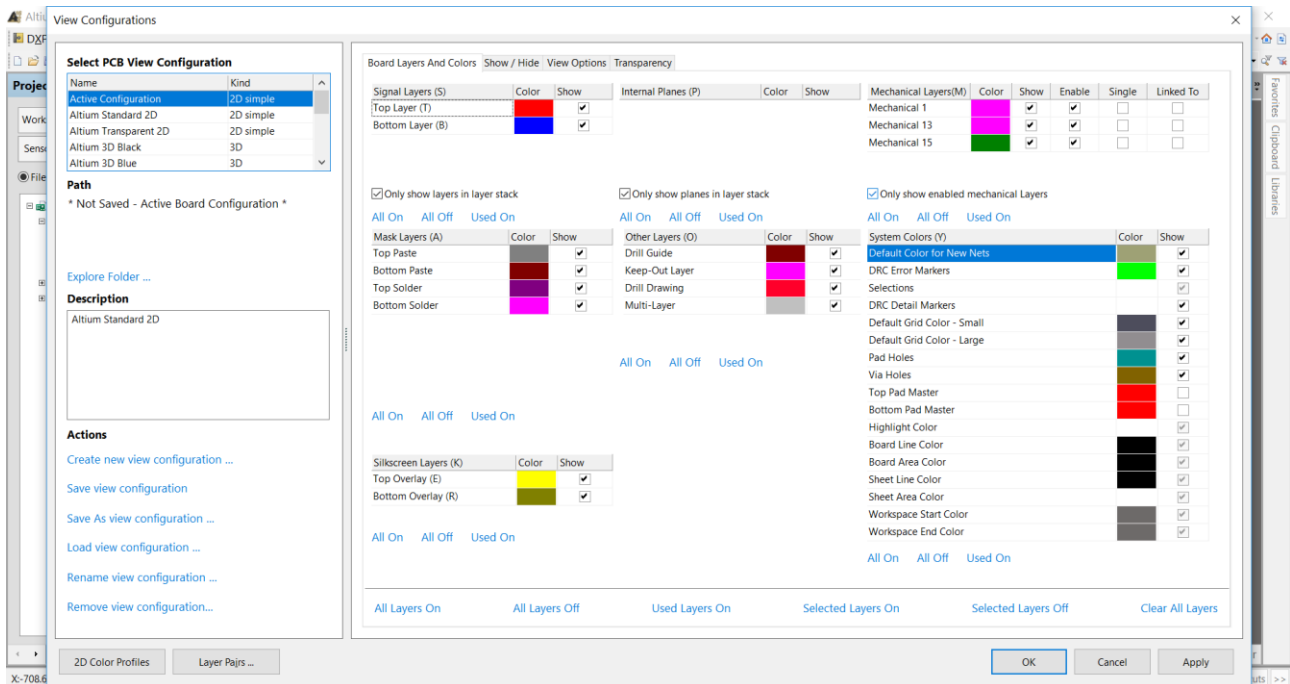 Altiu
View Configurations
DXP
Projec
Work
Sens
File
Select PCB View Configuration
Name Kind
Active Configuration 2D simple
Altium Standard 2D 2D simple
Altium Transparent 2D 2D simple
Altium 3D Black 3D
Altium 3D Blue 3D
Path
* Not Saved - Active Board Configuration *
Explore Folder ...
Description
Altium Standard 2D
Actions
Create new view configuration ...
Save view configuration
Save As view configuration ...
Load view configuration ...
Rename view configuration ...
Remove view configuration...
Board Layers And Colors Show / Hide View Options Transparency
Signal Layers (S) Color Show
Top Layer (T)
Bottom Layer (B)
Only show layers in layer stack
All On All Off Used On
Internal Planes (P) Color Show
Only show planes in layer stack
All On All Off Used On
Mechanical Layers(M) Color Show Enable Single Linked To
Mechanical 1
Mechanical 13
Mechanical 15
Only show enabled mechanical Layers
All On All Off Used On
Mask Layers (A) Color Show
Top Paste
Bottom Paste
Top Solder
Bottom Solder
All On All Off Used On
Other Layers (O) Color Show
Drill Guide
Keep-Out Layer
Drill Drawing
Multi-Layer
All On All Off Used On
System Colors (Y) Color Show
Default Color for New Nets
DRC Error Markers
Selections
DRC Detail Markers
Default Grid Color - Small
Default Grid Color - Large
Pad Holes
Via Holes
Top Pad Master
Bottom Pad Master
Highlight Color
Board Line Color
Board Area Color
Sheet Line Color
Sheet Area Color
Workspace Start Color
Workspace End Color
All On All Off Used On
Silkscreen Layers (K) Color Show
Top Overlay (E)
Bottom Overlay (R)
All On All Off Used On
All Layers On All Layers Off Used Layers On Selected Layers On Selected Layers Off Clear All Layers
2D Color Profiles Layer Pairs ... OK Cancel Apply
Favorites
Clipboard
Libraries
X:-708.6
uts >>